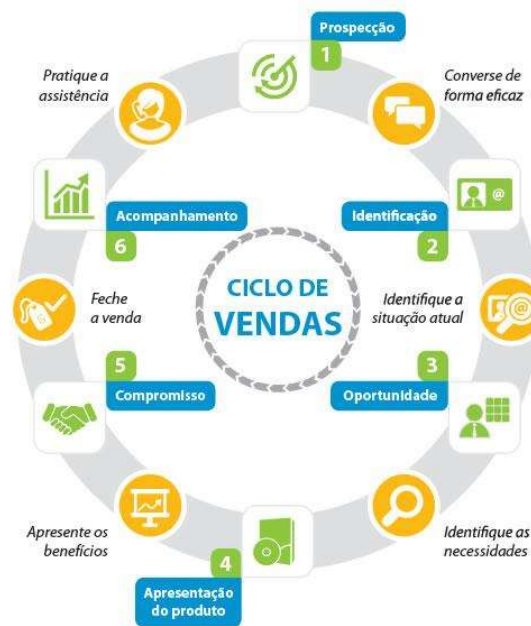 Prospecção
1
Pratique a
assistência
Converse de
forma eficaz
@
Acompanhamento
6
Identificação
2
CICLO DE
VENDAS
Feche
a venda
Identifique a
situação atual
@
5
Compromisso
3
Oportunidade
Apresente os
benefícios
Identifique as
necessidades
4
Apresentação
do produto